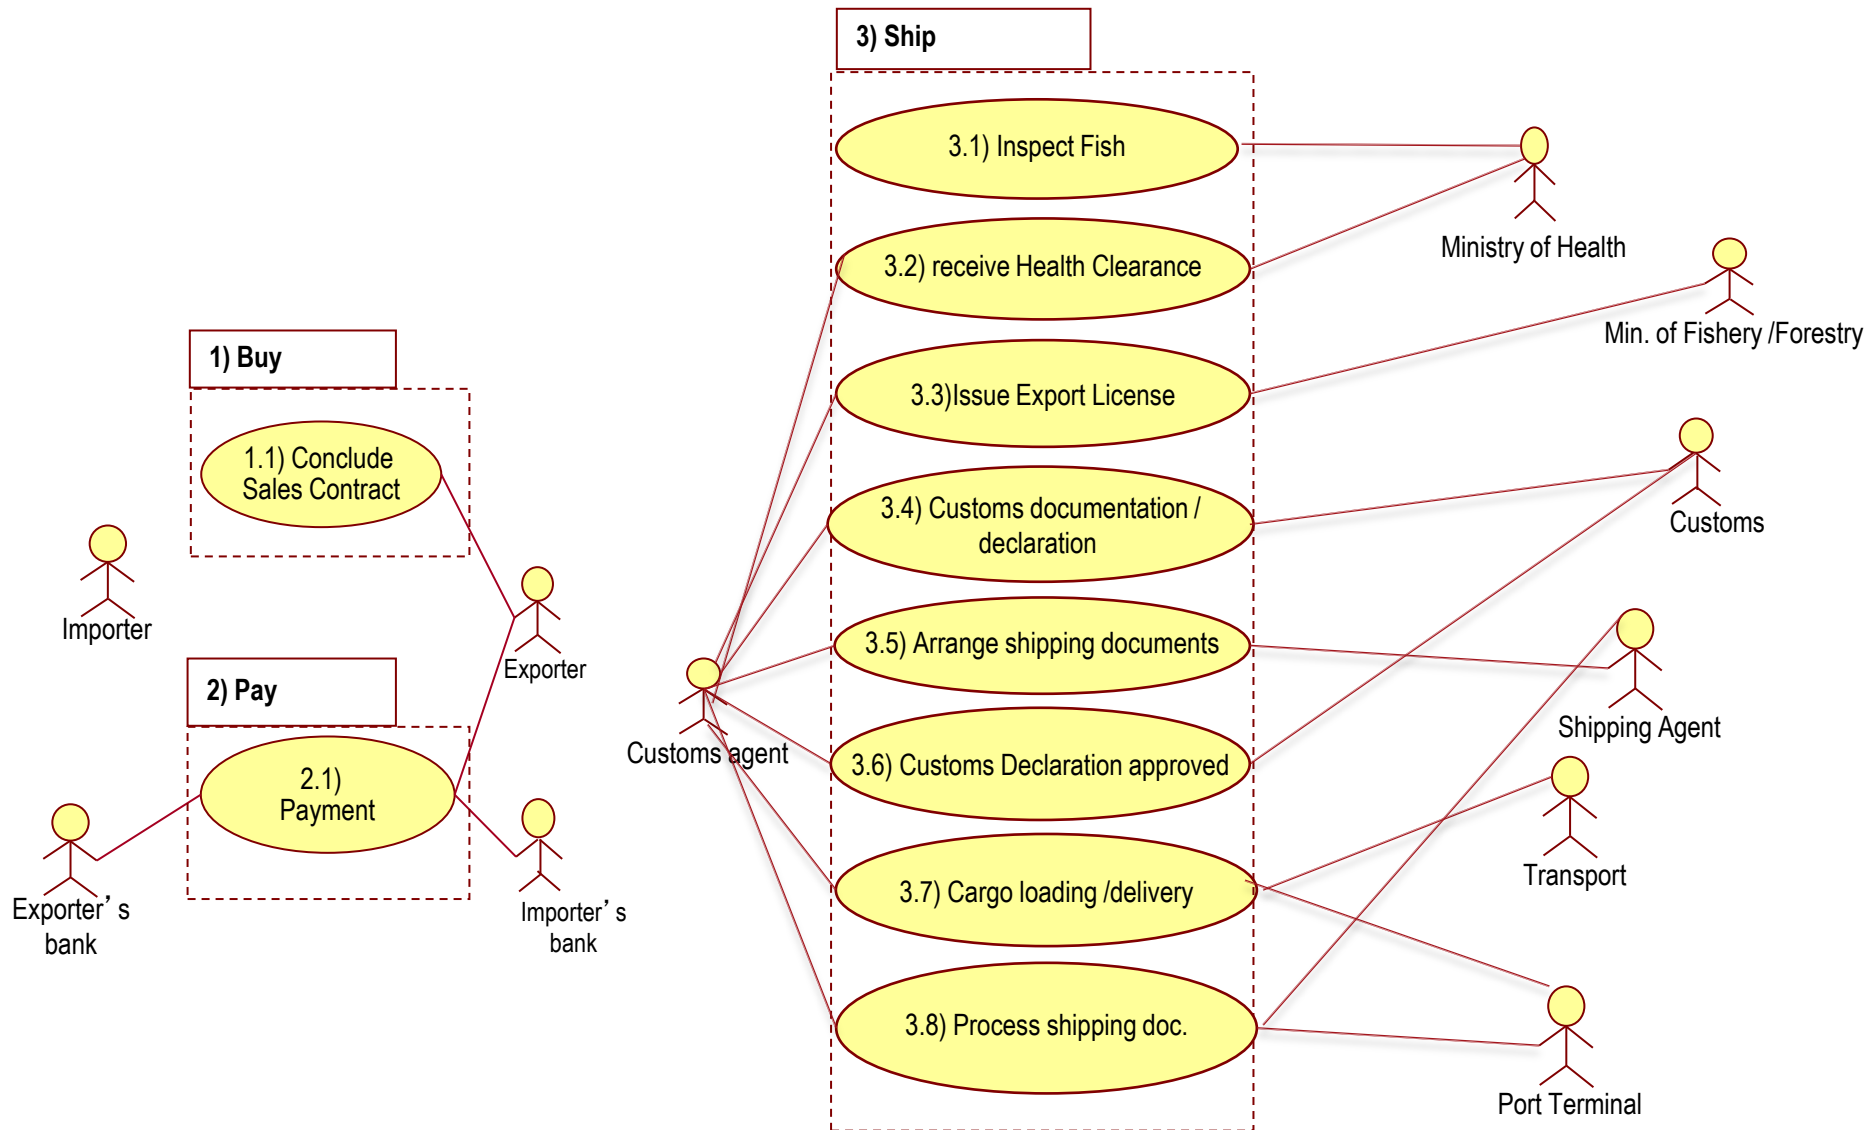 3) Ship
3.1) Inspect Fish
Ministry of Health
3.2) receive Health Clearance
Min. of Fishery /Forestry
1) Buy
3.3)Issue Export License
1.1) Conclude
Sales Contract
3.4) Customs documentation /
declaration
Customs
Importer
Exporter
3.5) Arrange shipping documents
2) Pay
Shipping Agent
Customs agent
3.6) Customs Declaration approved
2.1)
Payment
Transport
3.7) Cargo loading /delivery
Exporter’s
bank
Importer’s
bank
3.8) Process shipping doc.
Port Terminal